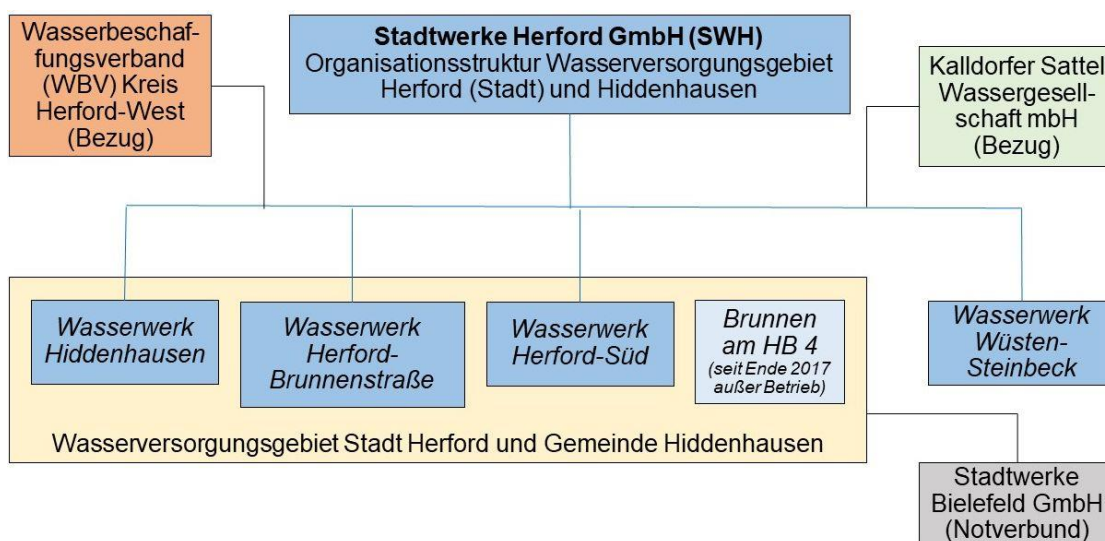 Wasserbeschaf-
fungsverband
(WBV) Kreis
Herford-West
(Bezug)
Stadtwerke Herford GmbH (SWH)
Organisationsstruktur Wasserversorgungsgebiet
Herford (Stadt) und Hiddenhausen
Kalldorfer Sattel
Wassergesell-
schaft mbH
(Bezug)
Wasserwerk
Hiddenhausen
Wasserwerk
Herford-
Brunnenstraße
Wasserwerk
Herford-Süd
Brunnen
am HB 4
(seit Ende 2017
außer Betrieb)
Wasserwerk
Wüsten-
Steinbeck
Wasserversorgungsgebiet Stadt Herford und Gemeinde Hiddenhausen
Stadtwerke
Bielefeld GmbH
(Notverbund)